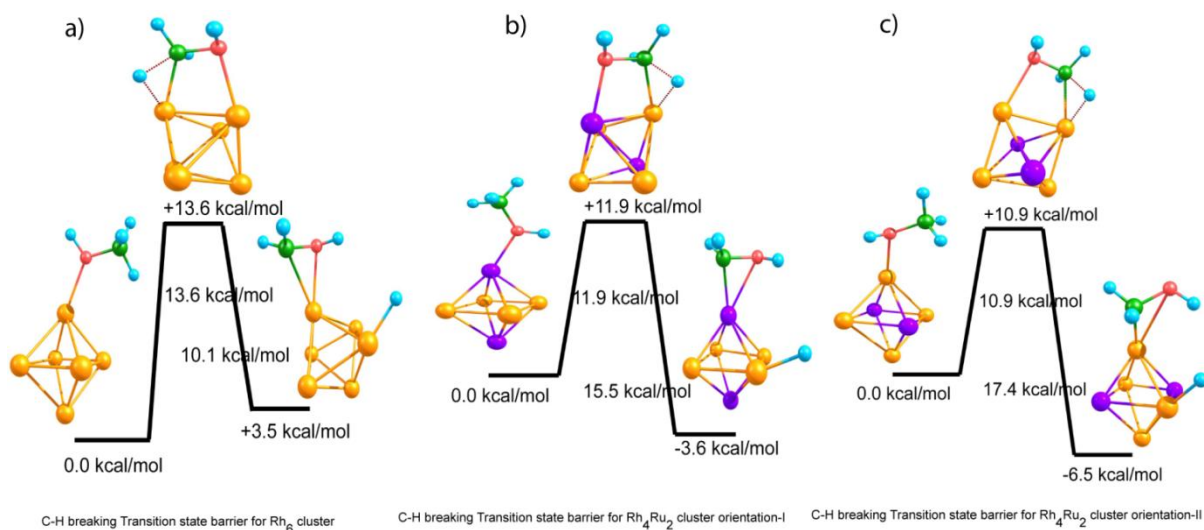 a)
+13.6 kcal/mol
13.6 kcal/mol
10.1 kcal/mol
0.0 kcal/mol
+3.5 kcal/mol
C-H breaking Transition state barrier for Rh6 cluster
b)
+11.9 kcal/mol
11.9 kcal/mol
0.0 kcal/mol
15.5 kcal/mol
-3.6 kcal/mol
C-H breaking Transition state barrier for Rh4Ru2 cluster orientation-I
c)
+10.9 kcal/mol
10.9 kcal/mol
0.0 kcal/mol
17.4 kcal/mol
-6.5 kcal/mol
C-H breaking Transition state barrier for Rh4Ru2 cluster orientation-I